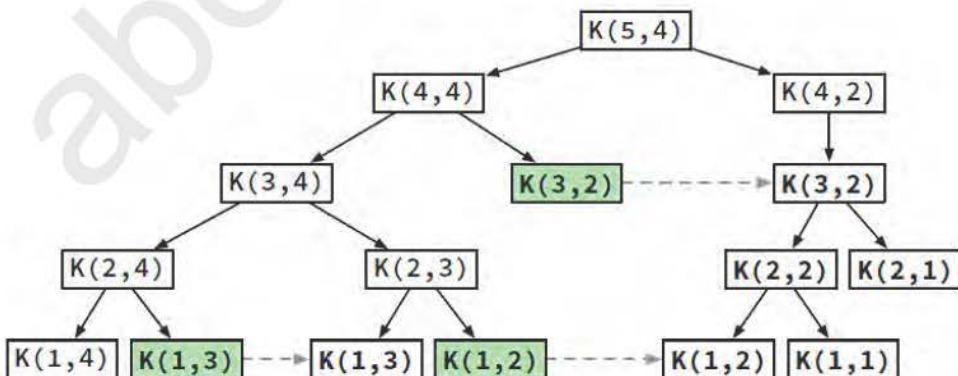 K(5,4)
K(4,4) K(4,2)
K(3,4) K(3,2) K(3,2)
K(2,4) K(2,3) K(2,2) K(2,1)
K(1,4) K(1,3) K(1,3) K(1,2) K(1,2) K(1,1)
abc